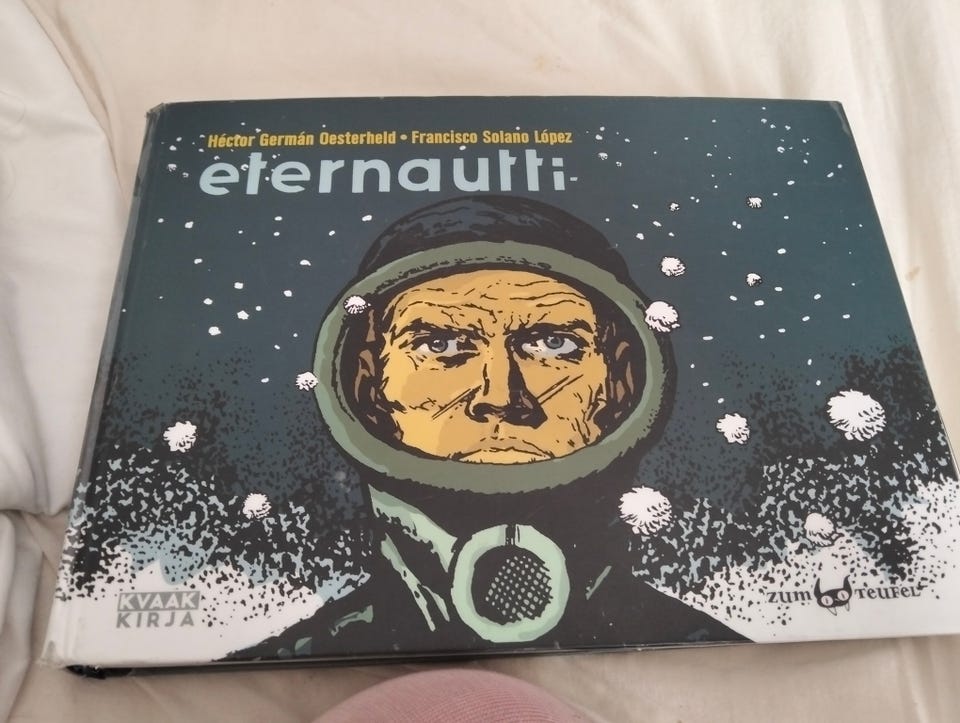 Héctor Germán Oesterheld • Francisco Solano López
eternautti
KVAAK
KIRJA
zum TEUFEL